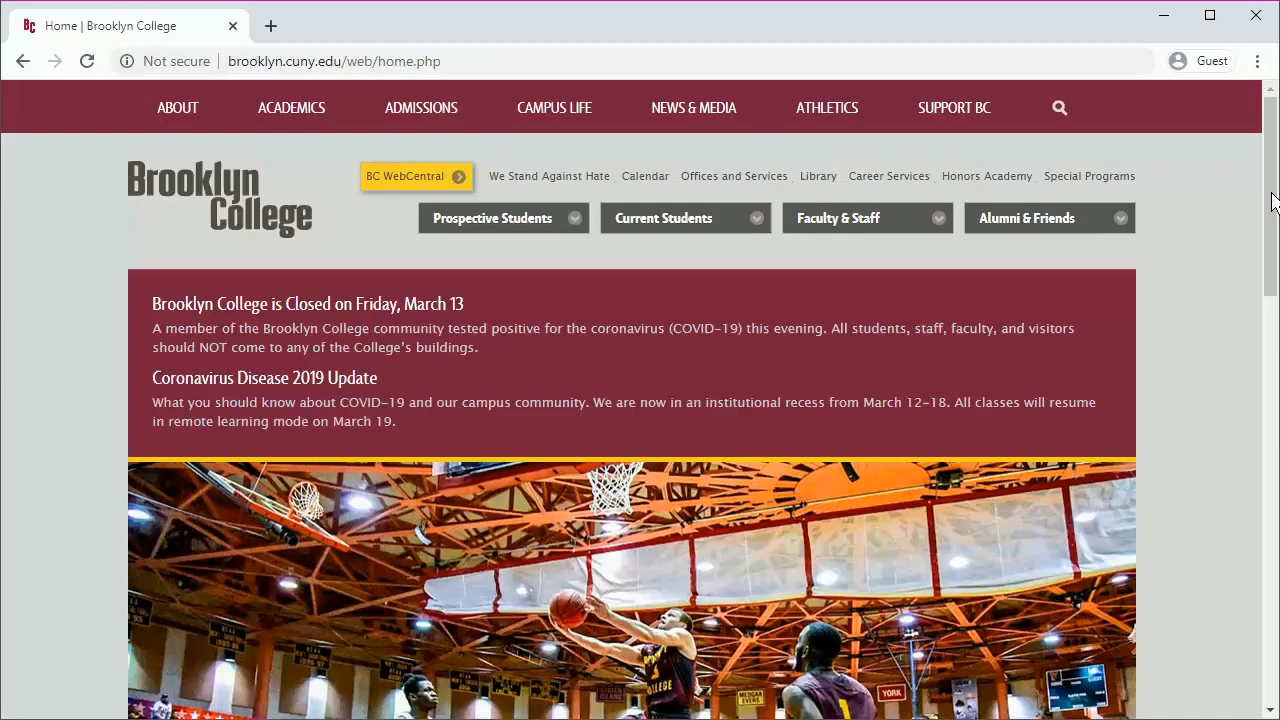 Home | Brooklyn College
Not secure
brooklyn.cuny.edu/web/home.php
Guest
ABOUT
ACADEMICS
ADMISSIONS
CAMPUS LIFE
NEWS & MEDIA
ATHLETICS
SUPPORT BC
Brooklyn
College
BC WebCentral
We Stand Against Hate
Calendar
Offices and Services
Library
Career Services
Honors Academy
Special Programs
Prospective Students
Current Students
Faculty & Staff
Alumni & Friends
Brooklyn College is Closed on Friday, March 13
A member of the Brooklyn College community tested positive for the coronavirus (COVID-19) this evening. All students, staff, faculty, and visitors
should NOT come to any of the College's buildings.
Coronavirus Disease 2019 Update
What you should know about COVID-19 and our campus community. We are now in an institutional recess from March 12-18. All classes will resume
in remote learning mode on March 19.
MEDGAR
EVERS
YORK
COLLEGE
1